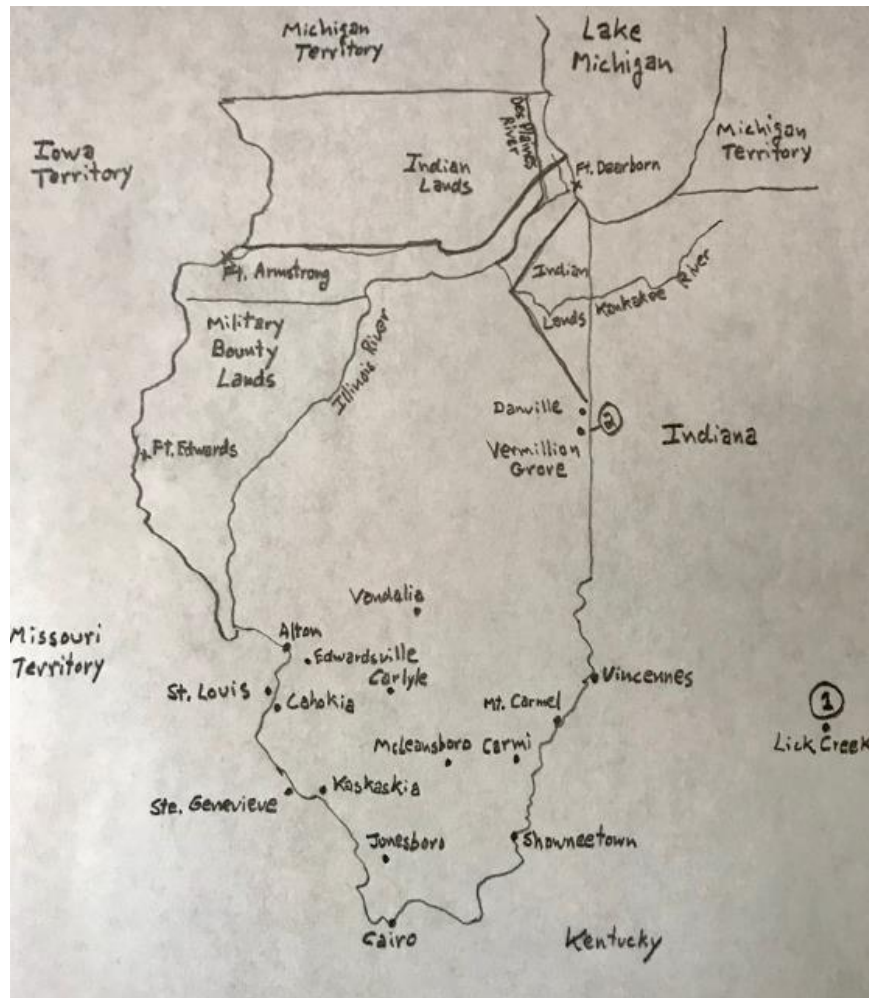 Michigan
Territory
Lake
Michigan
Iowa
Territory
Indian
Lands
Des Plaines
River
Michigan
Territory
Ft. Dearborn
Ft. Armstrong
Indian
Lands
Kankakee River
Military
Bounty
Lands
Illinois River
Danville
2
Vermillion
Grove
Indiana
Ft. Edwards
Vandalia
Missouri
Territory
Alton
Edwardsville
Carlyle
St. Louis
Cahokia
Vincennes
Mt. Carmel
1
Lick Creek
McLeansboro
Carmi
Ste. Genevieve
Kaskaskia
Jonesboro
Shawneetown
Cairo
Kentucky